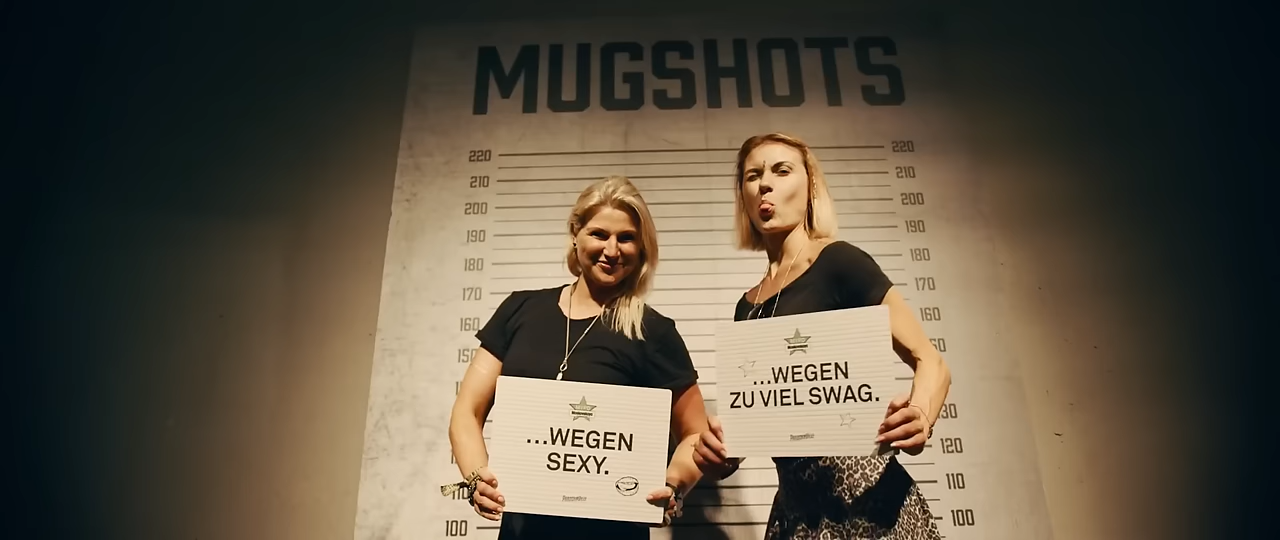 MUGSHOTS
220 220
210 210
200 200
190 190
180 180
170 170
160 160
150
...WEGEN
ZU VIEL SWAG.
...WEGEN
SEXY.
120
110
100 100